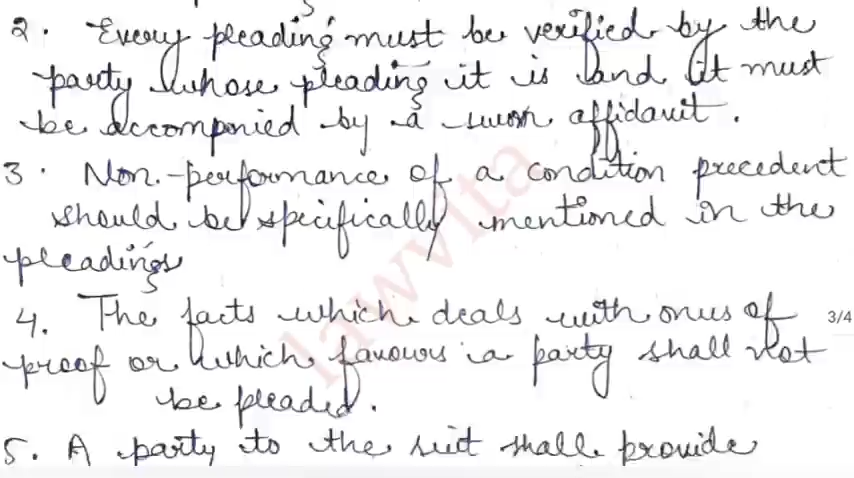 2. Every pleading must be verified by the
party whose pleading it is and it must
be accompanied by a sworn affidavit.
3. Non-performance of a condition precedent
should be specifically mentioned in the
pleadings
4. The facts which deals with onus of
3/4
proof or which favours a party shall not
be pleaded.
5. A party to the suit shall provide
lawvita